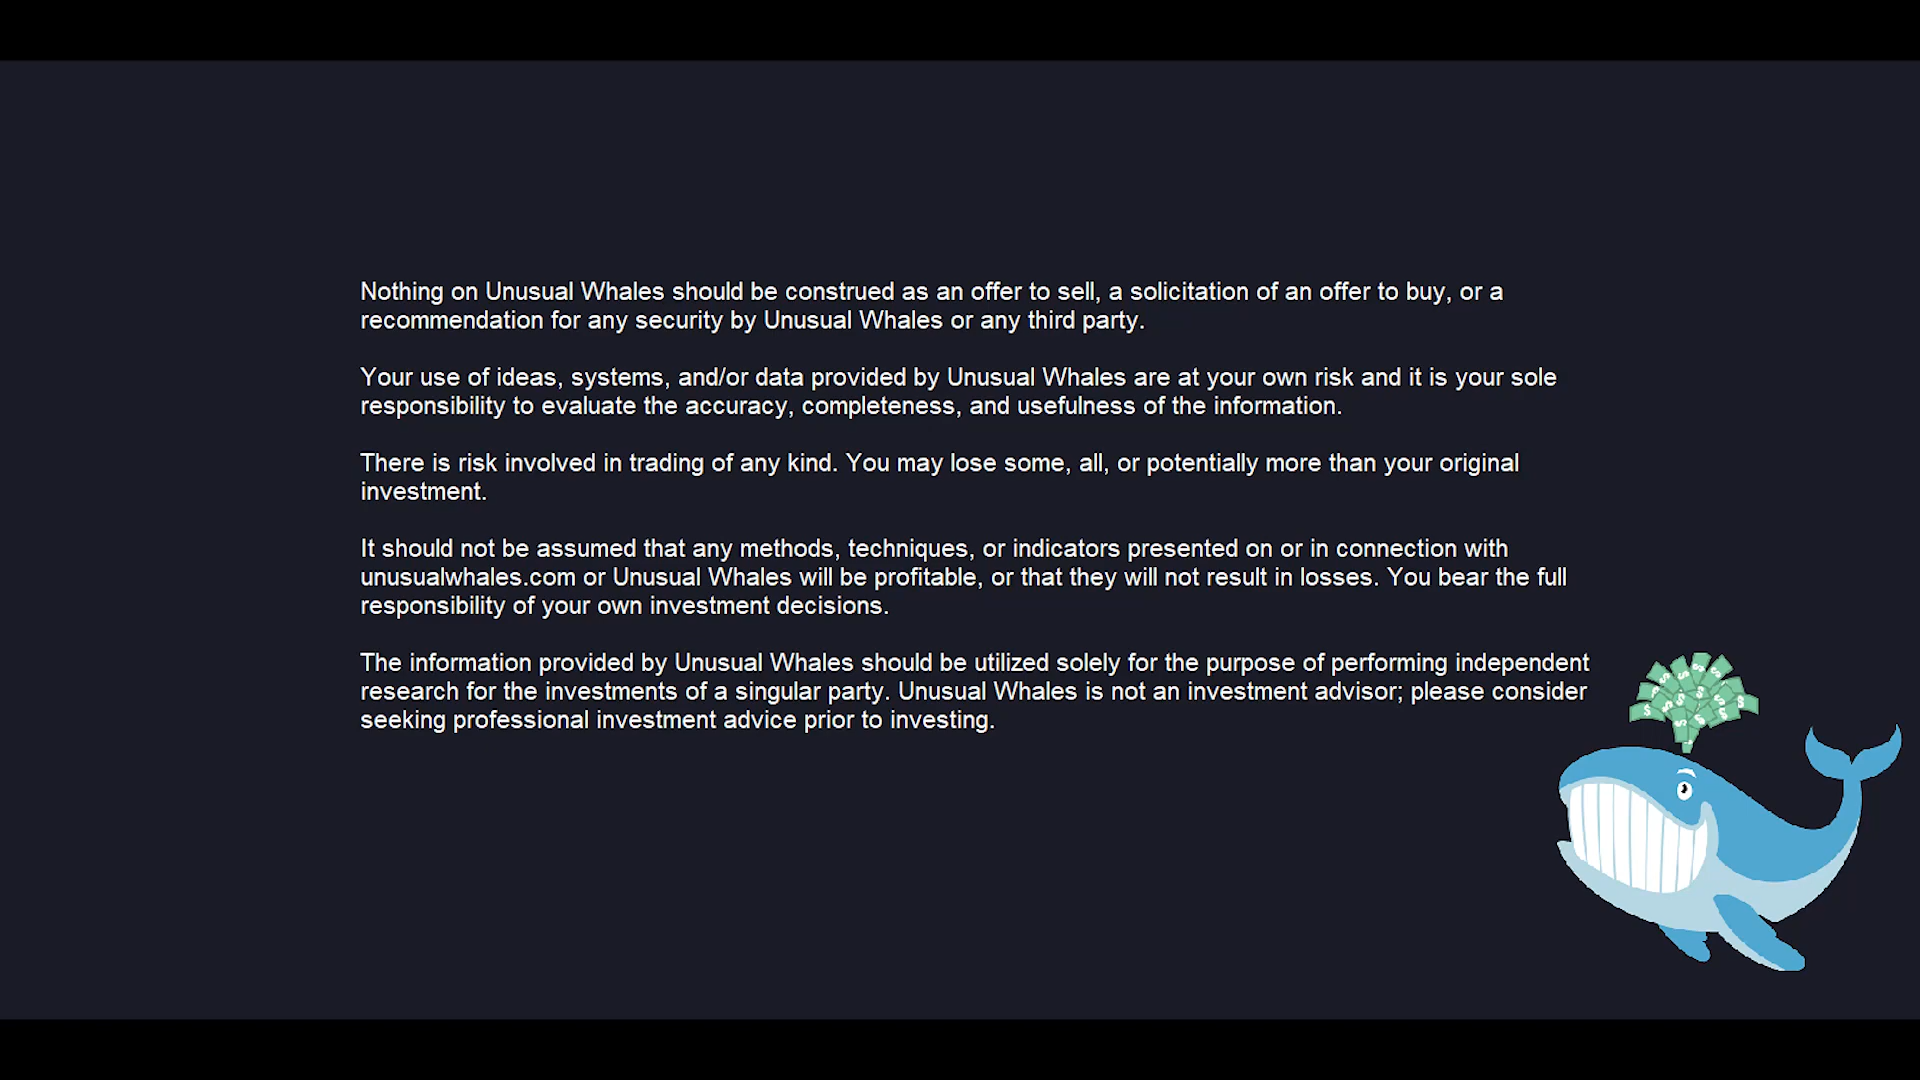 Nothing on Unusual Whales should be construed as an offer to sell, a solicitation of an offer to buy, or a
recommendation for any security by Unusual Whales or any third party.
Your use of ideas, systems, and/or data provided by Unusual Whales are at your own risk and it is your sole
responsibility to evaluate the accuracy, completeness, and usefulness of the information.
There is risk involved in trading of any kind. You may lose some, all, or potentially more than your original
investment.
It should not be assumed that any methods, techniques, or indicators presented on or in connection with
unusualwhales.com or Unusual Whales will be profitable, or that they will not result in losses. You bear the full
responsibility of your own investment decisions.
The information provided by Unusual Whales should be utilized solely for the purpose of performing independent
research for the investments of a singular party. Unusual Whales is not an investment advisor; please consider
seeking professional investment advice prior to investing.